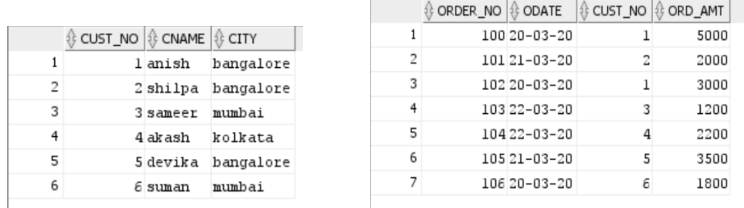 CUST_NO CNAME CITY
1 1 anish bangalore
2 2 shilpa bangalore
3 3 sameer mumbai
4 4 akash kolkata
5 5 devika bangalore
6 6 suman mumbai
ORDER_NO ODATE CUST_NO ORD_AMT
1 100 20-03-20 1 5000
2 101 21-03-20 2 2000
3 102 20-03-20 1 3000
4 103 22-03-20 3 1200
5 104 22-03-20 4 2200
6 105 21-03-20 5 3500
7 106 20-03-20 6 1800